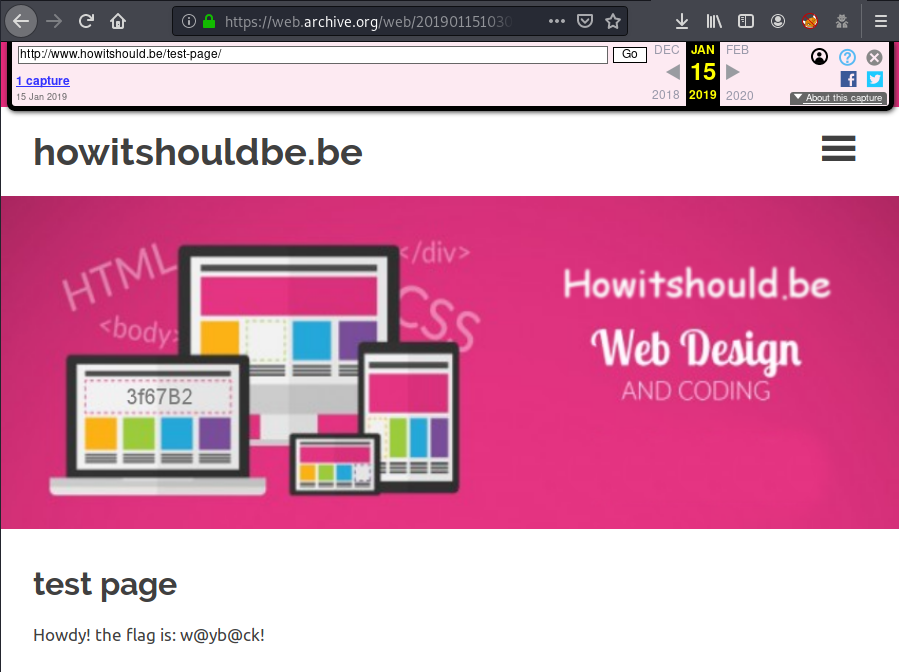 https://web.archive.org/web/20190115103
http://www.howitshould.be/test-page/
Go
DEC JAN FEB
1 capture
15
15 Jan 2019
2018 2019 2020
About this capture
howitshouldbe.be
HTML
</div>
<body>
CSS
3f67B2
Howitshould.be
Web Design
AND CODING
test page
Howdy! the flag is: w@yb@ck!